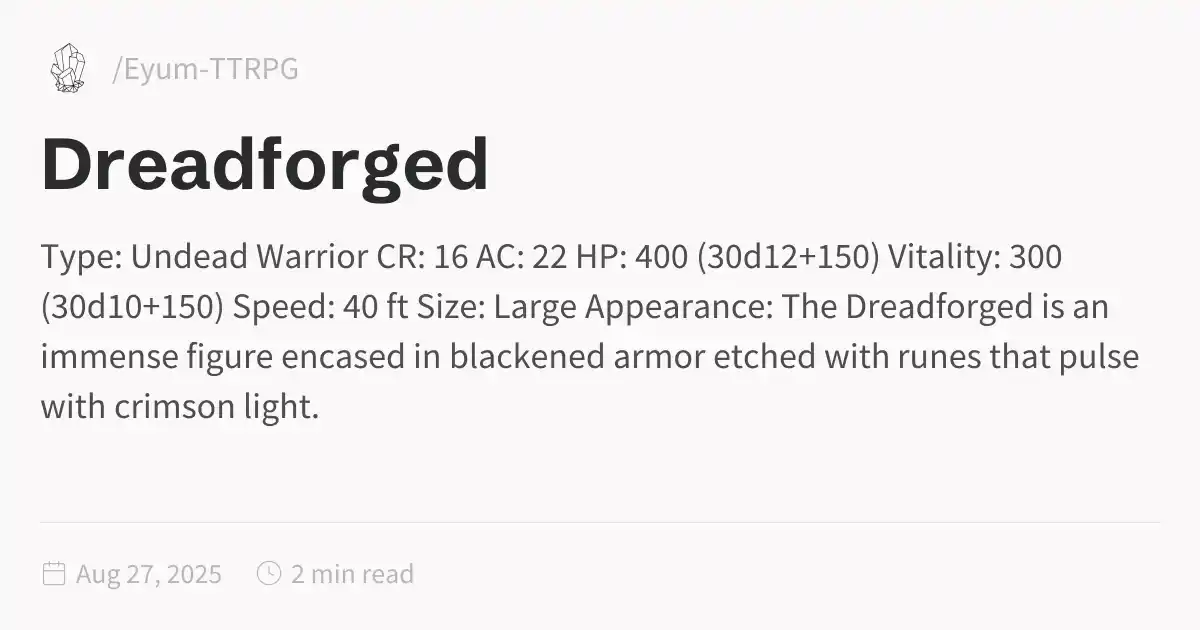 /Eyum-TTRPG
Dreadforged
Type: Undead Warrior CR: 16 AC: 22 HP: 400 (30d12+150) Vitality: 300
(30d10+150) Speed: 40 ft Size: Large Appearance: The Dreadforged is an
immense figure encased in blackened armor etched with runes that pulse
with crimson light.
Aug 27, 2025 2 min read